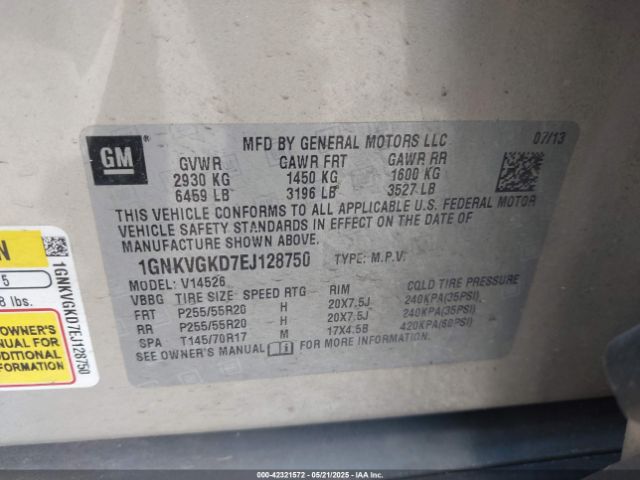 GM
MFD BY GENERAL MOTORS LLC 07/13
GVWR GAWR FRT GAWR RR
2930 KG 1450 KG 1600 KG
6459 LB 3196 LB 3527 LB
THIS VEHICLE CONFORMS TO ALL APPLICABLE U.S. FEDERAL MOTOR
VEHICLE SAFETY STANDARDS IN EFFECT ON THE DATE OF
MANUFACTURE SHOWN ABOVE.
1GNKVGKD7EJ128750 TYPE: M.P.V.
MODEL: V14526
VBBG TIRE SIZE SPEED RTG RIM COLD TIRE PRESSURE
FRT P255/55R20 H 20X7.5J 240KPA(35PSI)
RR P255/55R20 H 20X7.5J 240KPA(35PSI)
SPA T145/70R17 M 17X4.5B 420KPA(60PSI)
SEE OWNER'S MANUAL FOR MORE INFORMATION.
N
5
8 lbs.
OWNER'S
MANUAL FOR
ADDITIONAL
INFORMATION
1GNKVGKD7EJ128750
000-42321572 - 05/21/2025 - IAAI.COM